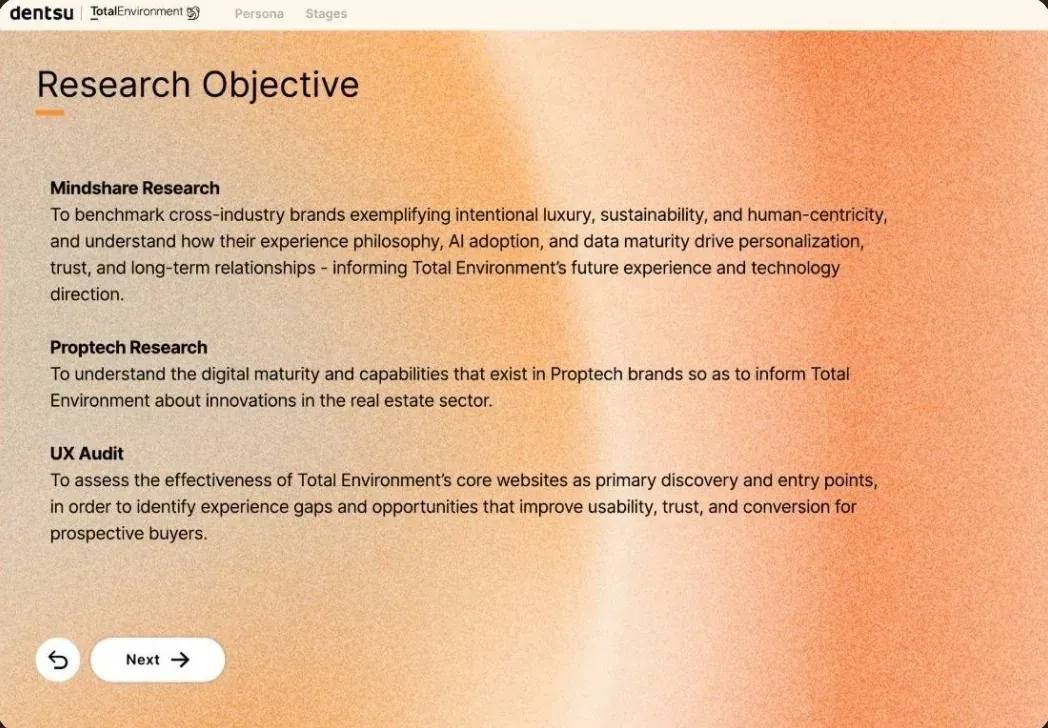 dentsu | TotalEnvironment Persona Stages
Research Objective
Mindshare Research
To benchmark cross-industry brands exemplifying intentional luxury, sustainability, and human-centricity,
and understand how their experience philosophy, AI adoption, and data maturity drive personalization,
trust, and long-term relationships - informing Total Environment’s future experience and technology
direction.
Proptech Research
To understand the digital maturity and capabilities that exist in Proptech brands so as to inform Total
Environment about innovations in the real estate sector.
UX Audit
To assess the effectiveness of Total Environment’s core websites as primary discovery and entry points,
in order to identify experience gaps and opportunities that improve usability, trust, and conversion for
prospective buyers.
Next